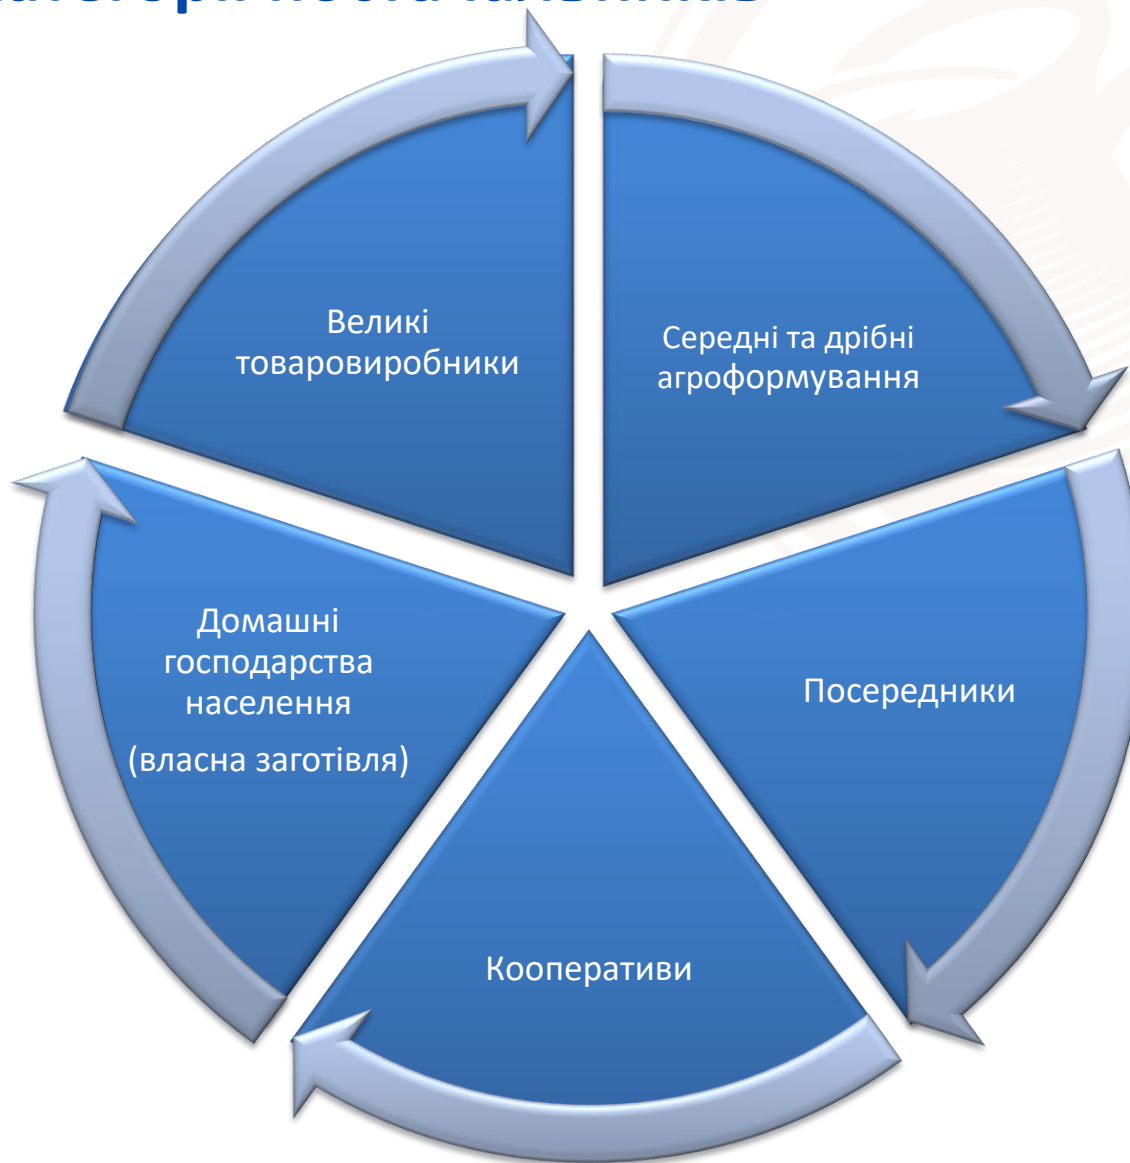 Великі
товаровиробники
Середні та дрібні
агроформування
Посередники
Кооперативи
Домашні
господарства
населення
(власна заготівля)